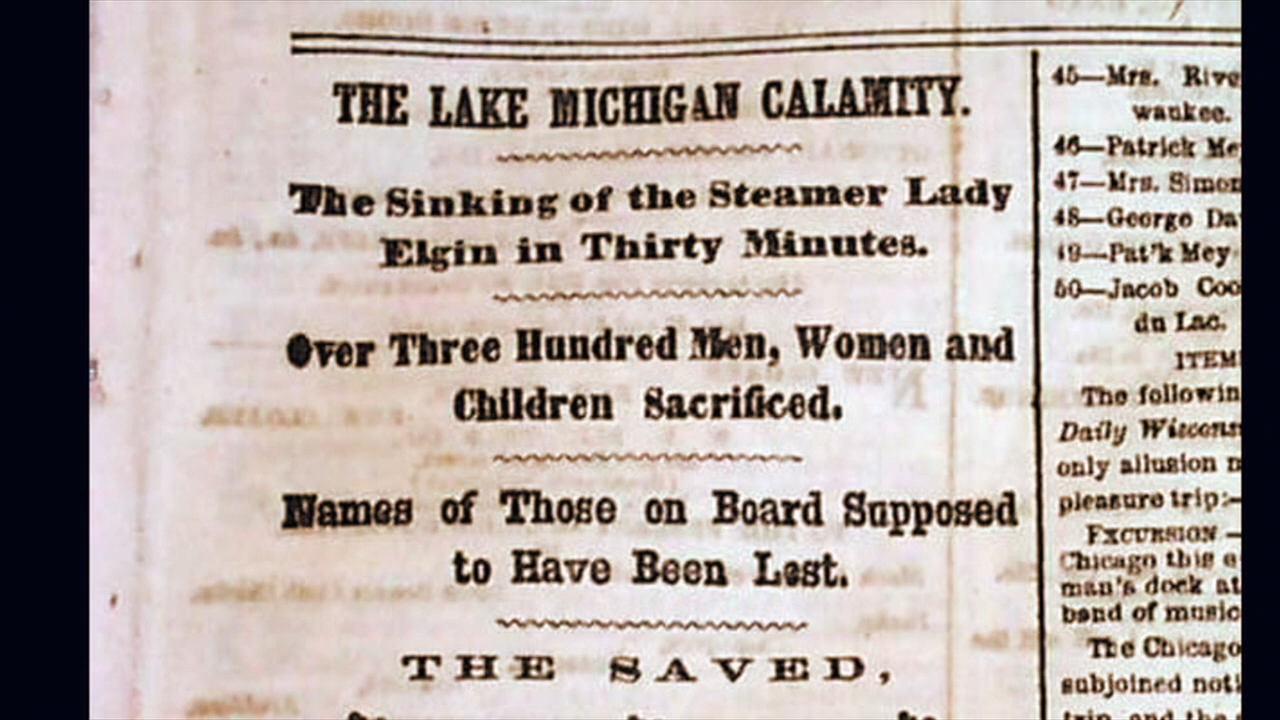 THE LAKE MICHIGAN CALAMITY.
The Sinking of the Steamer Lady
Elgin in Thirty Minutes.
Over Three Hundred Men, Women and
Children Sacrificed.
Names of Those on Board Supposed
to Have Been Lost.
THE SAVED,
45—Mrs. Rive
waukee.
46—Patrick Me
47—Mrs. Simon
48—George Da
49—Pat'k Mey
50—Jacob Coo
du Lac.
ITEM
The followin
Daily Wiscons
only allusion
pleasure trip:—
EXCURSION —
Chicago this
man's dock at
band of music
The Chicago
subjoined noti
trip, and the